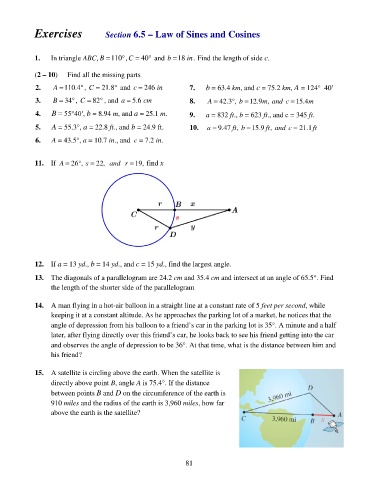 Exercises Section 6.5 – Law of Sines and Cosines
1. In triangle ABC, B = 110°, C = 40° and b = 18 in. Find the length of side c.
(2 – 10) Find all the missing parts
2. A = 110.4°, C = 21.8° and c = 246 in
3. B = 34°, C = 82°, and a = 5.6 cm
4. B = 55°40', b = 8.94 m, and a = 25.1 m.
5. A = 55.3°, a = 22.8 ft., and b = 24.9 ft.
6. A = 43.5°, a = 10.7 in., and c = 7.2 in.
7. b = 63.4 km, and c = 75.2 km, A = 124° 40'
8. A = 42.3°, b = 12.9m, and c = 15.4m
9. a = 832 ft., b = 623 ft., and c = 345 ft.
10. a = 9.47 ft, b = 15.9 ft, and c = 21.1 ft
11. If A = 26°, s = 22, and r = 19, find x
r B x
C s A
r y
D
12. If a = 13 yd., b = 14 yd., and c = 15 yd., find the largest angle.
13. The diagonals of a parallelogram are 24.2 cm and 35.4 cm and intersect at an angle of 65.5°. Find
the length of the shorter side of the parallelogram
14. A man flying in a hot-air balloon in a straight line at a constant rate of 5 feet per second, while
keeping it at a constant altitude. As he approaches the parking lot of a market, he notices that the
angle of depression from his balloon to a friend's car in the parking lot is 35°. A minute and a half
later, after flying directly over this friend's car, he looks back to see his friend getting into the car
and observes the angle of depression to be 36°. At that time, what is the distance between him and
his friend?
15. A satellite is circling above the earth. When the satellite is
directly above point B, angle A is 75.4°. If the distance
between points B and D on the circumference of the earth is
910 miles and the radius of the earth is 3,960 miles, how far
above the earth is the satellite?
D
3,960 mi
C 3,960 mi B x A
81